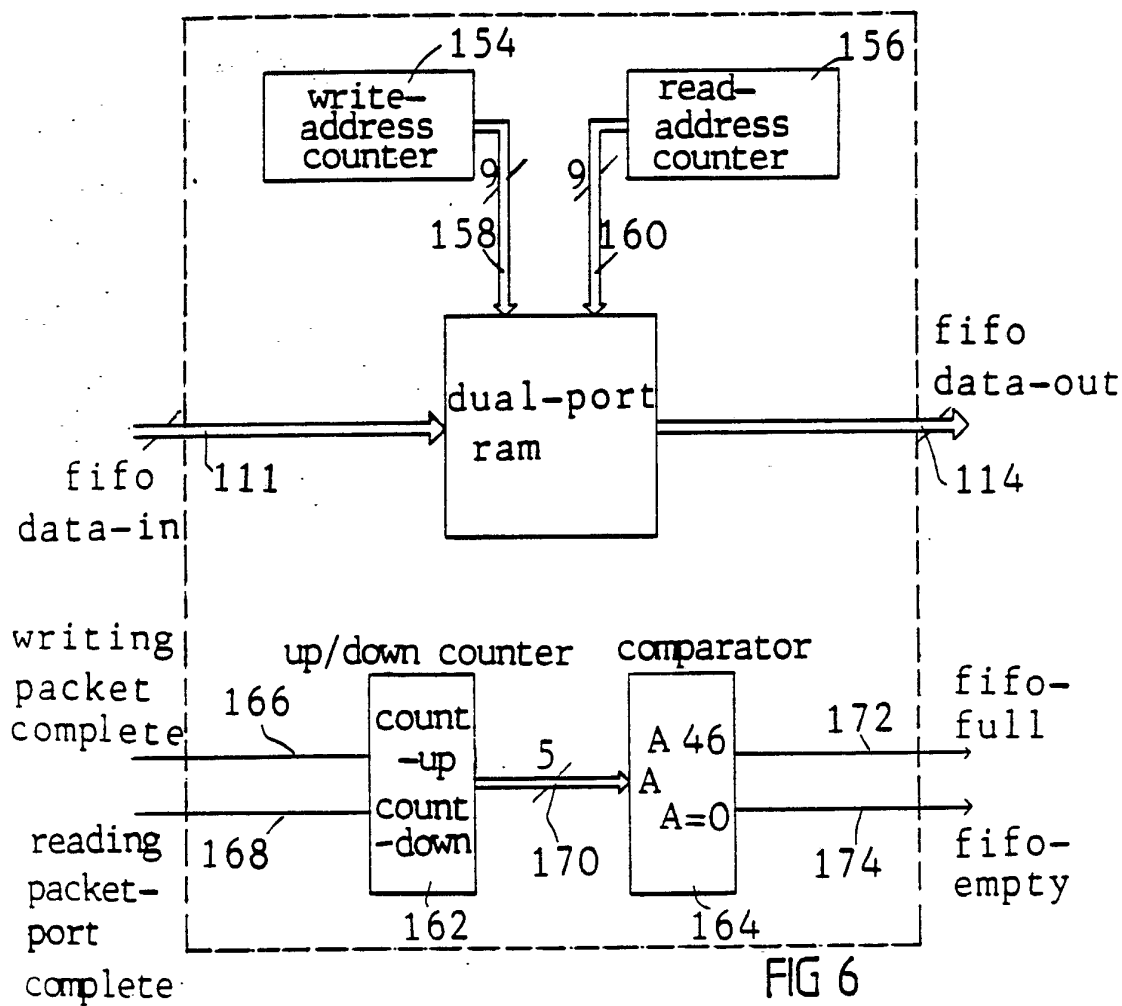 154
156
write-
address
counter
read-
address
counter
9
9
158
160
fifo
data-out
dual-port
ram
111
114
fifo
data-in
writing
packet
complete
up/down counter
comparator
fifo-
full
166
172
count
-up
5
A 46
A
count
-down
A=0
168
170
174
reading
packet-
port
complete
fifo-
empty
162
164
FIG 6